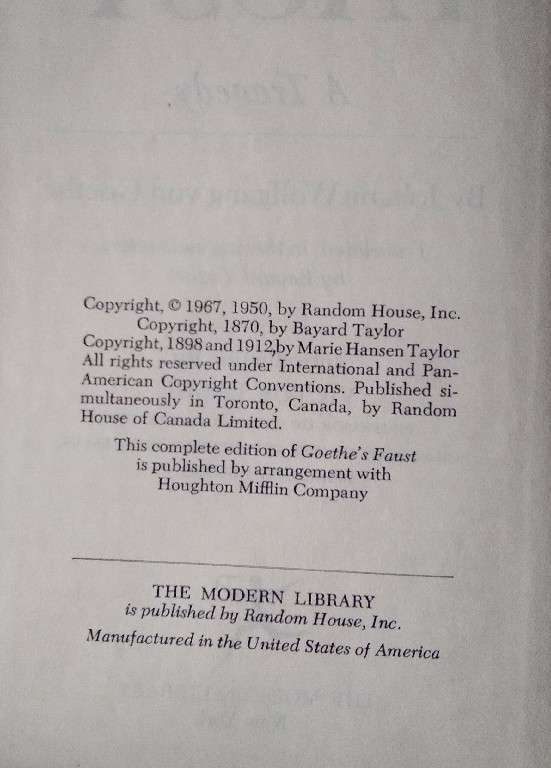 Copyright, © 1967, 1950, by Random House, Inc.
Copyright, 1870, by Bayard Taylor
Copyright, 1898 and 1912, by Marie Hansen Taylor
All rights reserved under International and Pan-
American Copyright Conventions. Published si-
multaneously in Toronto, Canada, by Random
House of Canada Limited.
This complete edition of Goethe's Faust
is published by arrangement with
Houghton Mifflin Company
THE MODERN LIBRARY
is published by Random House, Inc.
Manufactured in the United States of America